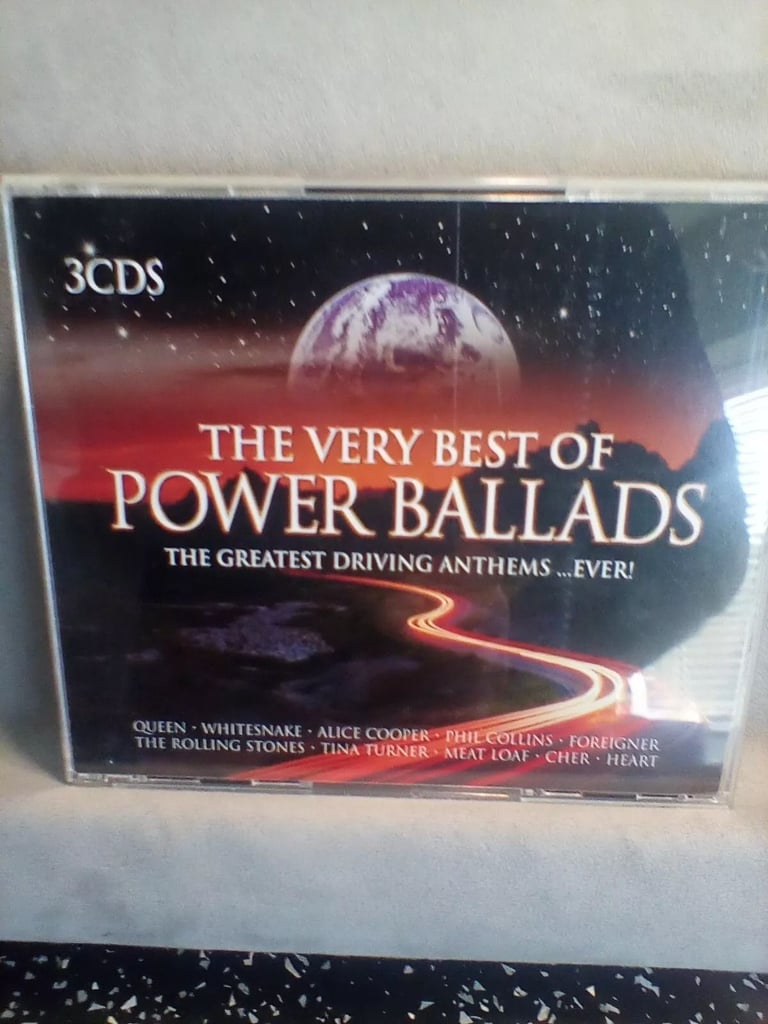 3CDS
THE VERY BEST OF
POWER BALLADS
THE GREATEST DRIVING ANTHEMS ...EVER!
QUEEN · WHITESNAKE · ALICE COOPER · PHIL COLLINS · FOREIGNER
THE ROLLING STONES · TINA TURNER · MEAT LOAF · CHER · HEART